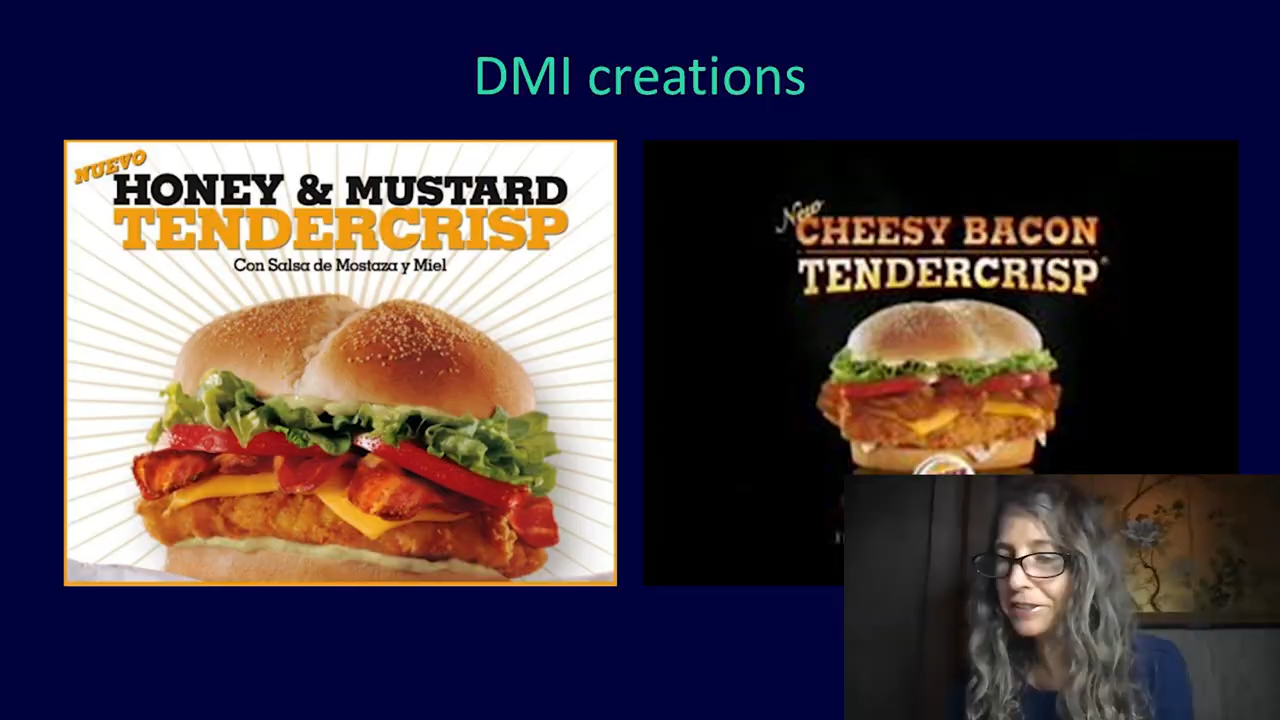 DMI creations
NUEVO
HONEY & MUSTARD
TENDERCRISP
Con Salsa de Mostaza y Miel
New
CHEESY BACON
TENDERCRISP